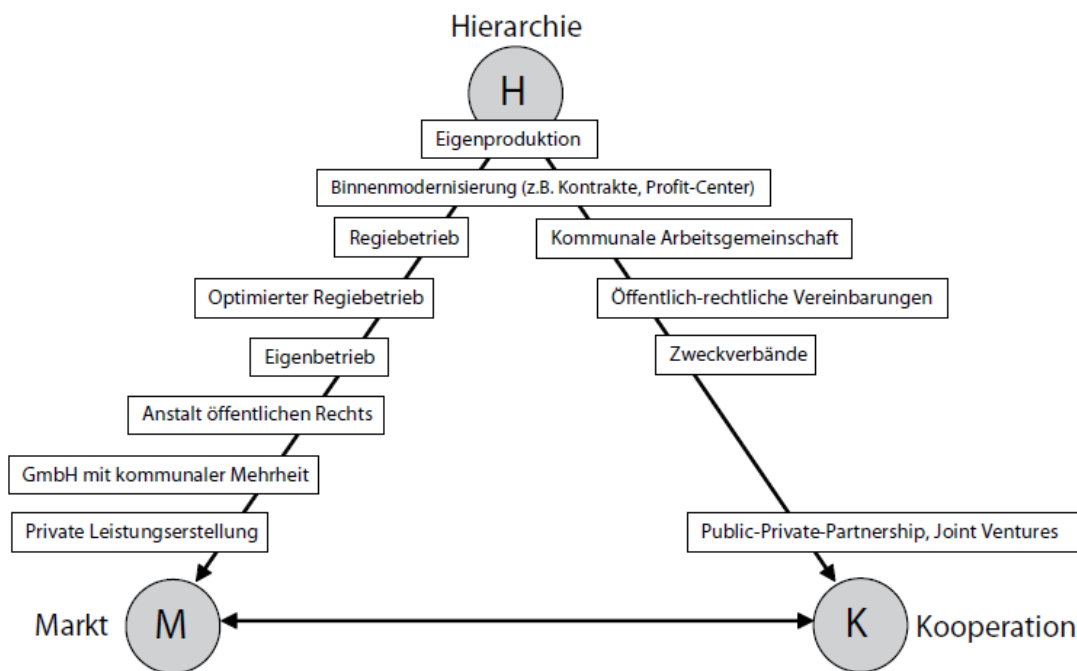 Hierarchie
H
Eigenproduktion
Binnenmodernisierung (z.B. Kontrakte, Profit-Center)
Regiebetrieb
Kommunale Arbeitsgemeinschaft
Optimierter Regiebetrieb
Öffentlich-rechtliche Vereinbarungen
Eigenbetrieb
Zweckverbände
Anstalt öffentlichen Rechts
GmbH mit kommunaler Mehrheit
Private Leistungserstellung
Public-Private-Partnership, Joint Ventures
Markt
M
K
Kooperation